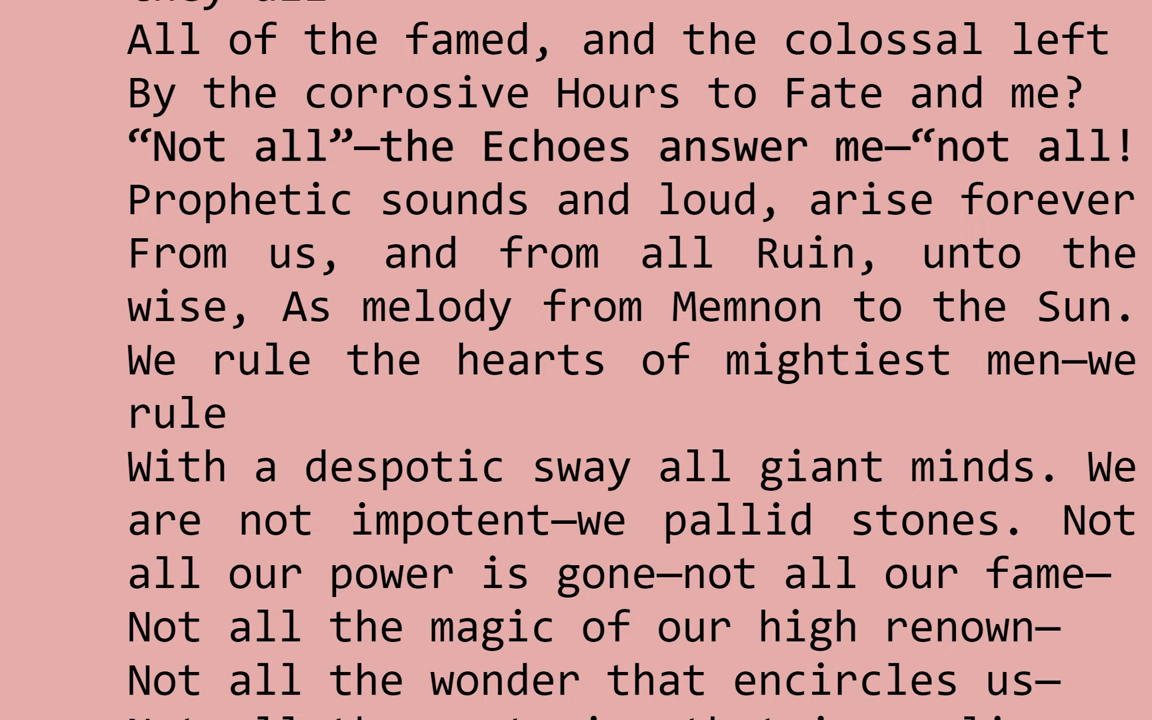 All of the famed, and the colossal left
By the corrosive Hours to Fate and me?
“Not all”—the Echoes answer me—“not all!
Prophetic sounds and loud, arise forever
From us, and from all Ruin, unto the
wise, As melody from Memnon to the Sun.
We rule the hearts of mightiest men—we
rule
With a despotic sway all giant minds. We
are not impotent—we pallid stones. Not
all our power is gone—not all our fame—
Not all the magic of our high renown—
Not all the wonder that encircles us—